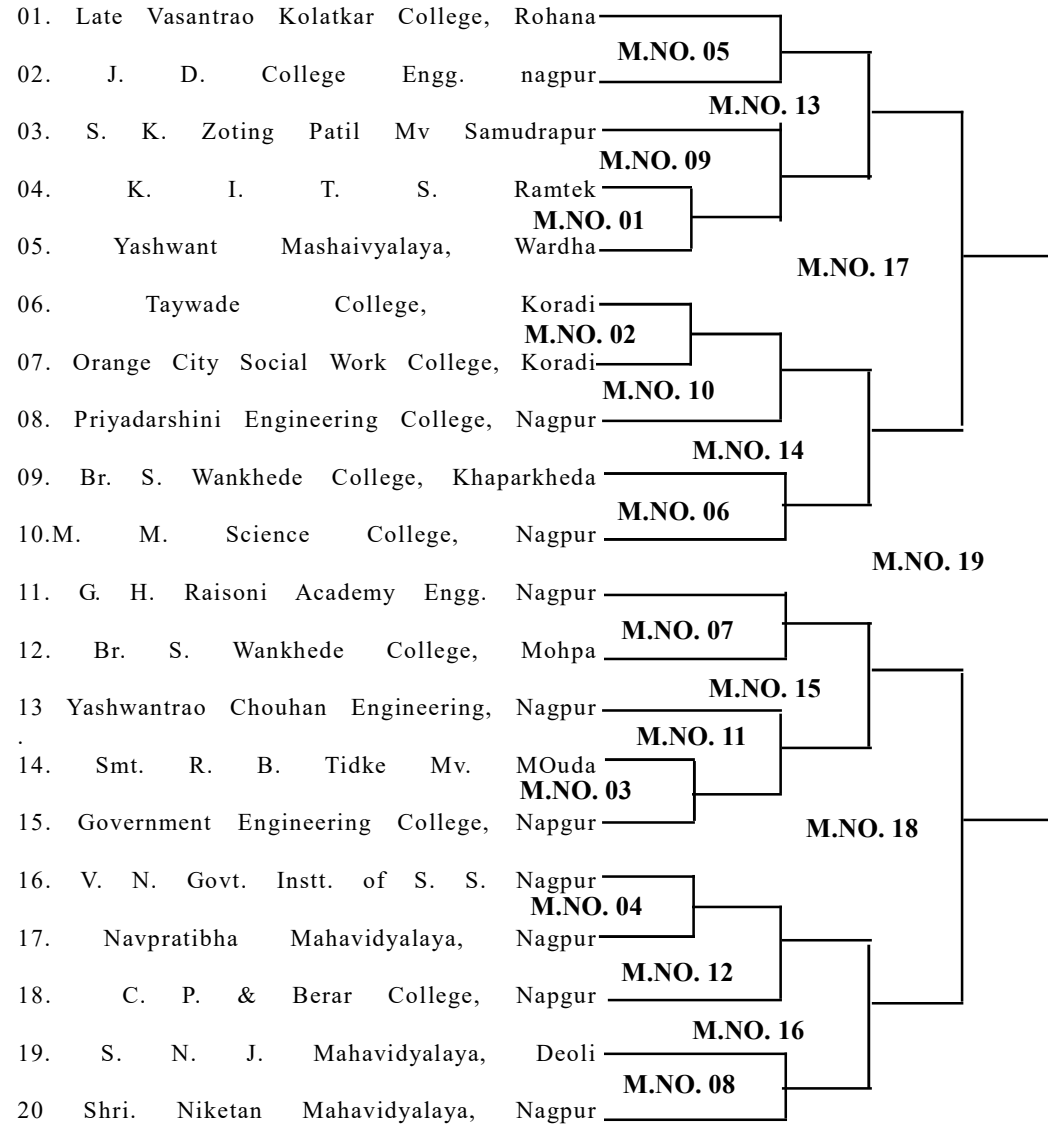 01. Late Vasantrao Kolatkar College, Rohana
M.NO. 05
02. J. D. College Engg. nagpur
M.NO. 13
03. S. K. Zoting Patil Mv Samudrapur
M.NO. 09
04. K. I. T. S. Ramtek
M.NO. 01
05. Yashwant Mashaivyalaya, Wardha
M.NO. 17
06. Taywade College, Koradi
M.NO. 02
07. Orange City Social Work College, Koradi
M.NO. 10
08. Priyadarshini Engineering College, Nagpur
M.NO. 14
09. Br. S. Wankhede College, Khaparkheda
M.NO. 06
10.M. M. Science College, Nagpur
M.NO. 19
11. G. H. Raisoni Academy Engg. Nagpur
M.NO. 07
12. Br. S. Wankhede College, Mohpa
M.NO. 15
13 Yashwantrao Chouhan Engineering, Nagpur
.
M.NO. 11
14. Smt. R. B. Tidke Mv. MOuda
M.NO. 03
15. Government Engineering College, Napgur
M.NO. 18
16. V. N. Govt. Instt. of S. S. Nagpur
M.NO. 04
17. Navpratibha Mahavidyalaya, Nagpur
M.NO. 12
18. C. P. & Berar College, Napgur
M.NO. 16
19. S. N. J. Mahavidyalaya, Deoli
M.NO. 08
20 Shri. Niketan Mahavidyalaya, Nagpur